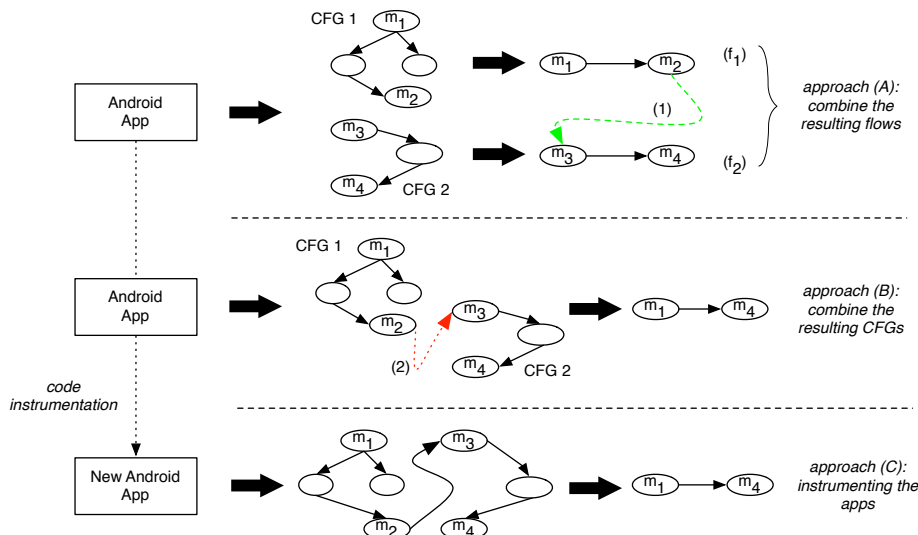 CFG 1
m1
m2
m3
m4
CFG 2
Android
App
m1
m2
(1)
m3
m4
(f1)
(f2)
approach (A):
combine the
resulting flows
CFG 1
m1
m2
m3
m4
(2)
CFG 2
Android
App
m1
m4
approach (B):
combine the
resulting CFGs
code
instrumentation
New Android
App
m1
m2
m3
m4
m1
m4
approach (C):
instrumenting the
apps